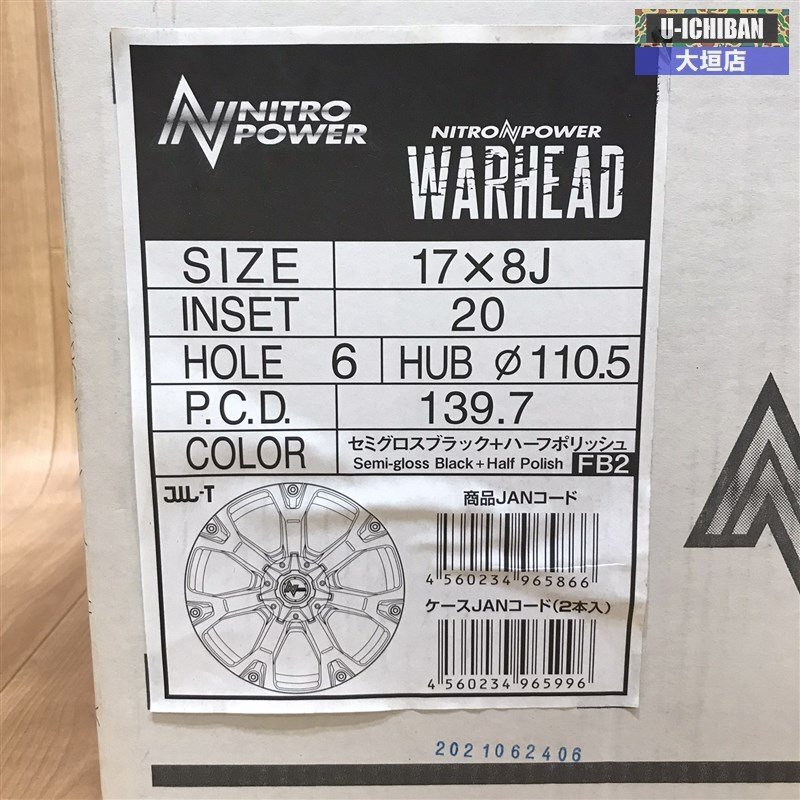 U-ICHIBAN
大垣店
NITRO
POWER
NITRO POWER
WARHEAD
SIZE 17×8J
INSET 20
HOLE 6 HUB φ110.5
P.C.D. 139.7
COLOR セミグロスブラック+ハーフポリッシュ
Semi-gloss Black+Half Polish FB2
JWL-T
商品JANコード
4 560234 965866
ケースJANコード(2本入)
4 560234 965996
2021062406